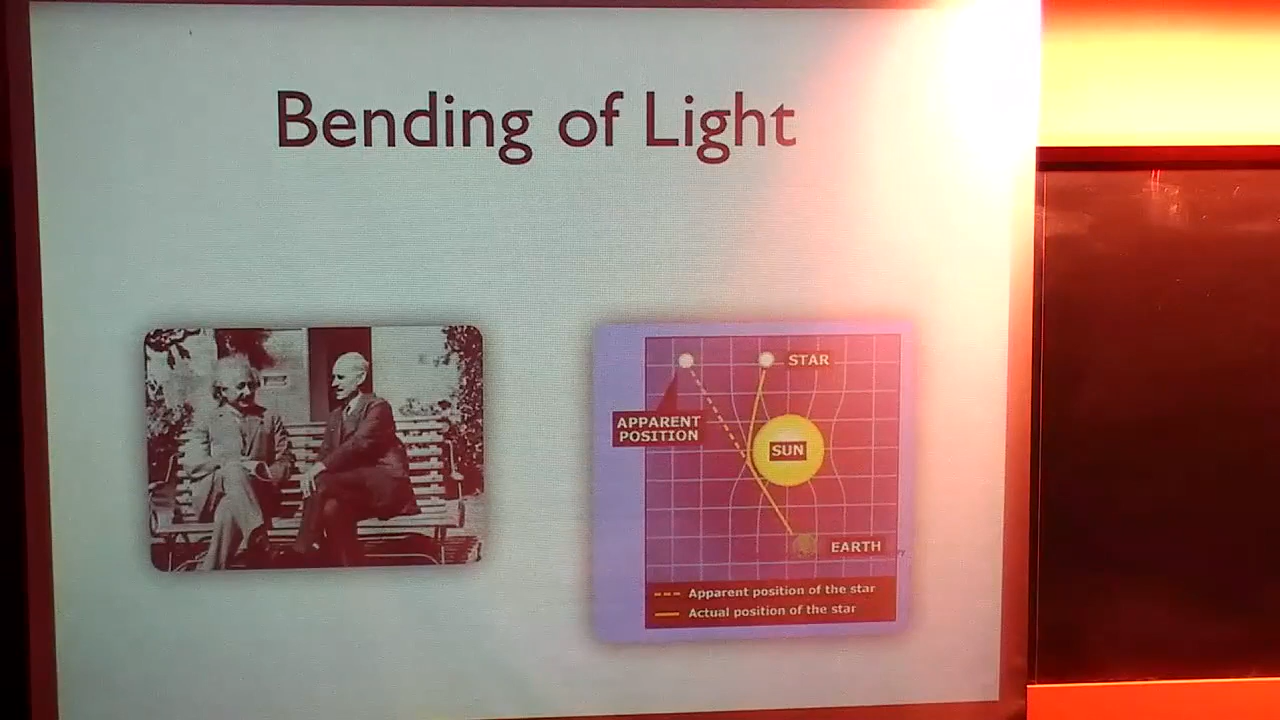 Bending of Light
STAR
APPARENT
POSITION
SUN
EARTH
Apparent position of the star
Actual position of the star